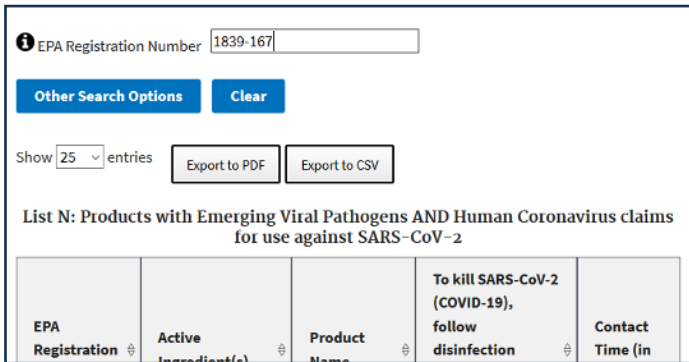 EPA Registration Number 1839-167
Other Search Options Clear
Show 25 entries Export to PDF Export to CSV
List N: Products with Emerging Viral Pathogens AND Human Coronavirus claims
for use against SARS-CoV-2
To kill SARS-CoV-2
(COVID-19),
EPA Active Product follow Contact
Registration Ingredient(s) Name disinfection Time (in